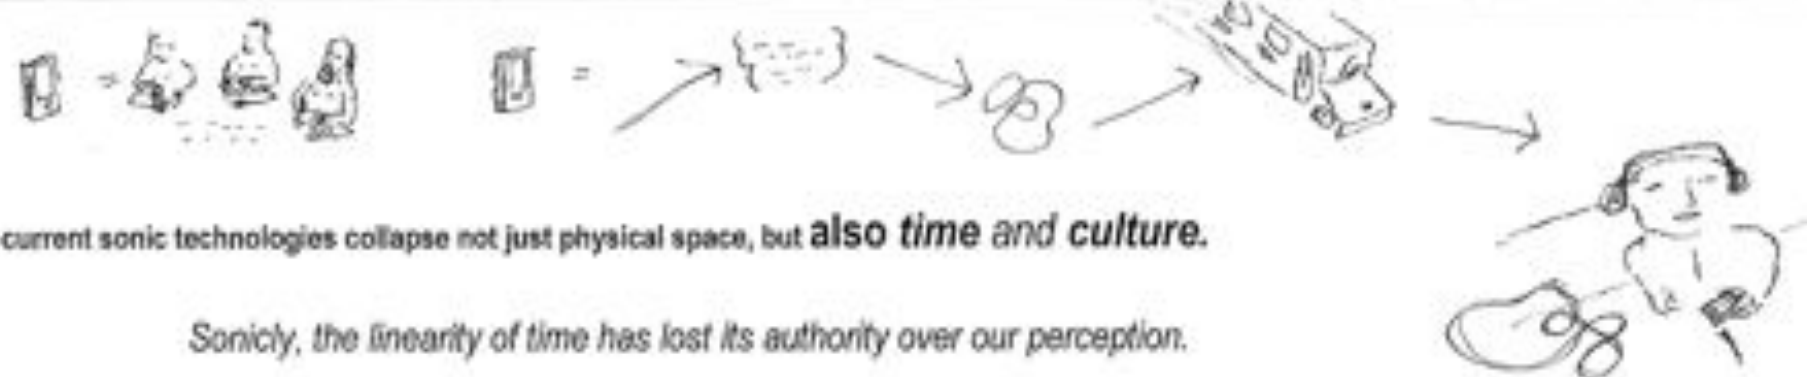 current sonic technologies collapse not just physical space, but also time and culture.
Sonicly, the linearity of time has lost its authority over our perception.